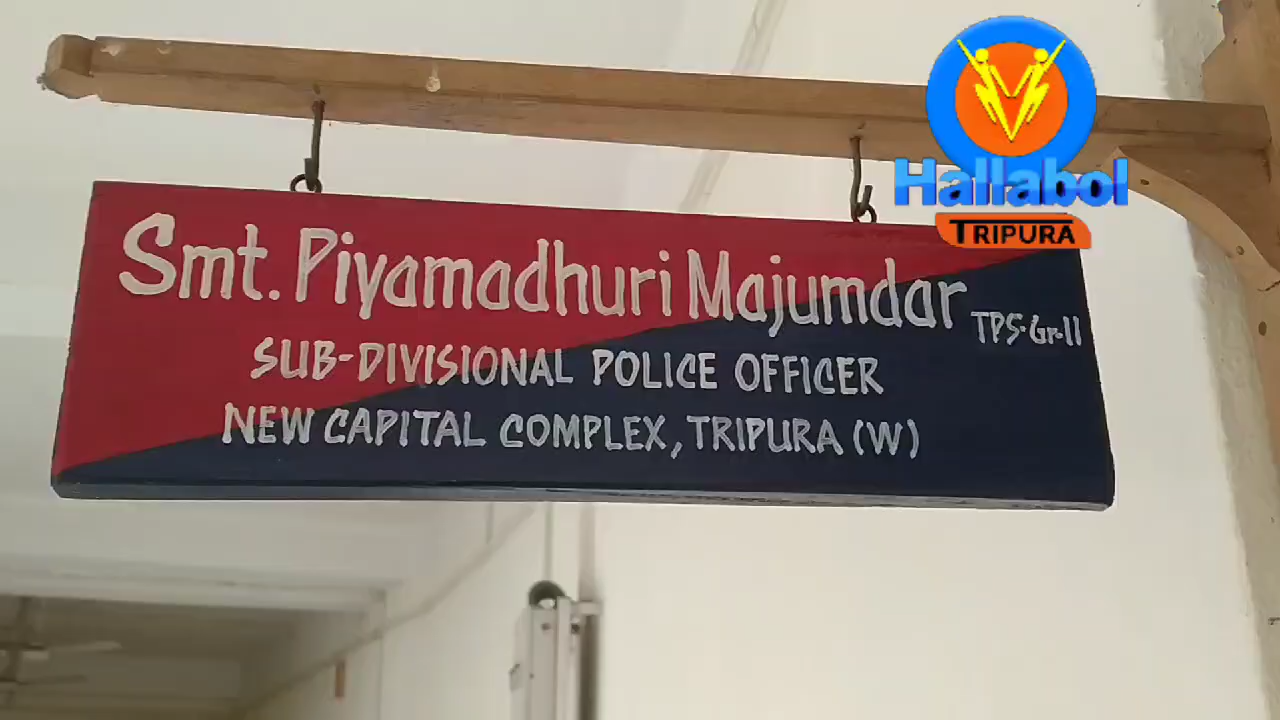 Hallabol
TRIPURA
Smt. Piyamadhuri Majumdar TPS·Gr·II
SUB-DIVISIONAL POLICE OFFICER
NEW CAPITAL COMPLEX, TRIPURA (W)